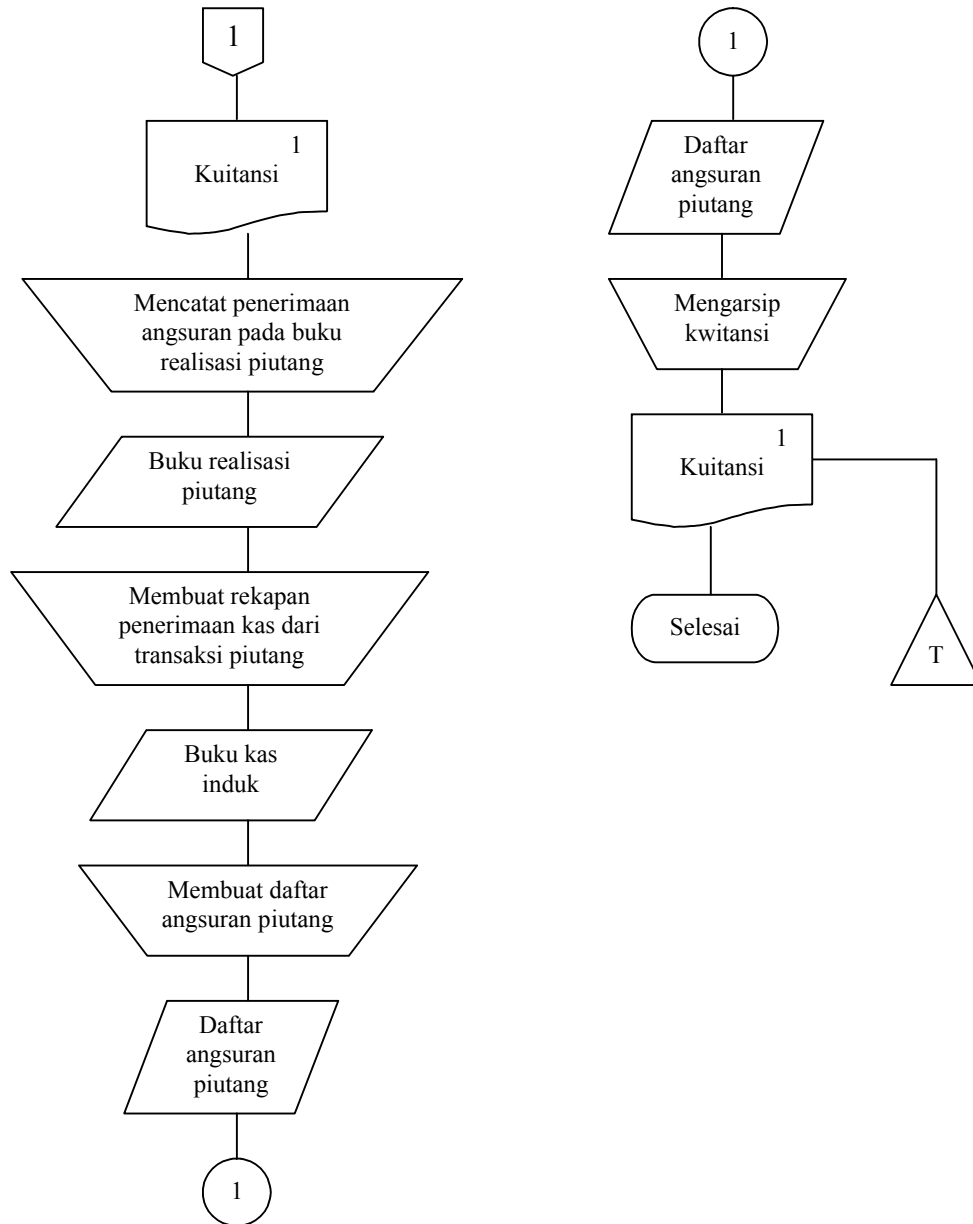 1
1
Kuitansi
Mencatat penerimaan
angsuran pada buku
realisasi piutang
Buku realisasi
piutang
Membuat rekapan
penerimaan kas dari
transaksi piutang
Buku kas
induk
Membuat daftar
angsuran piutang
Daftar
angsuran
piutang
1
1
Daftar
angsuran
piutang
Mengarsip
kwitansi
1
Kuitansi
Selesai
T